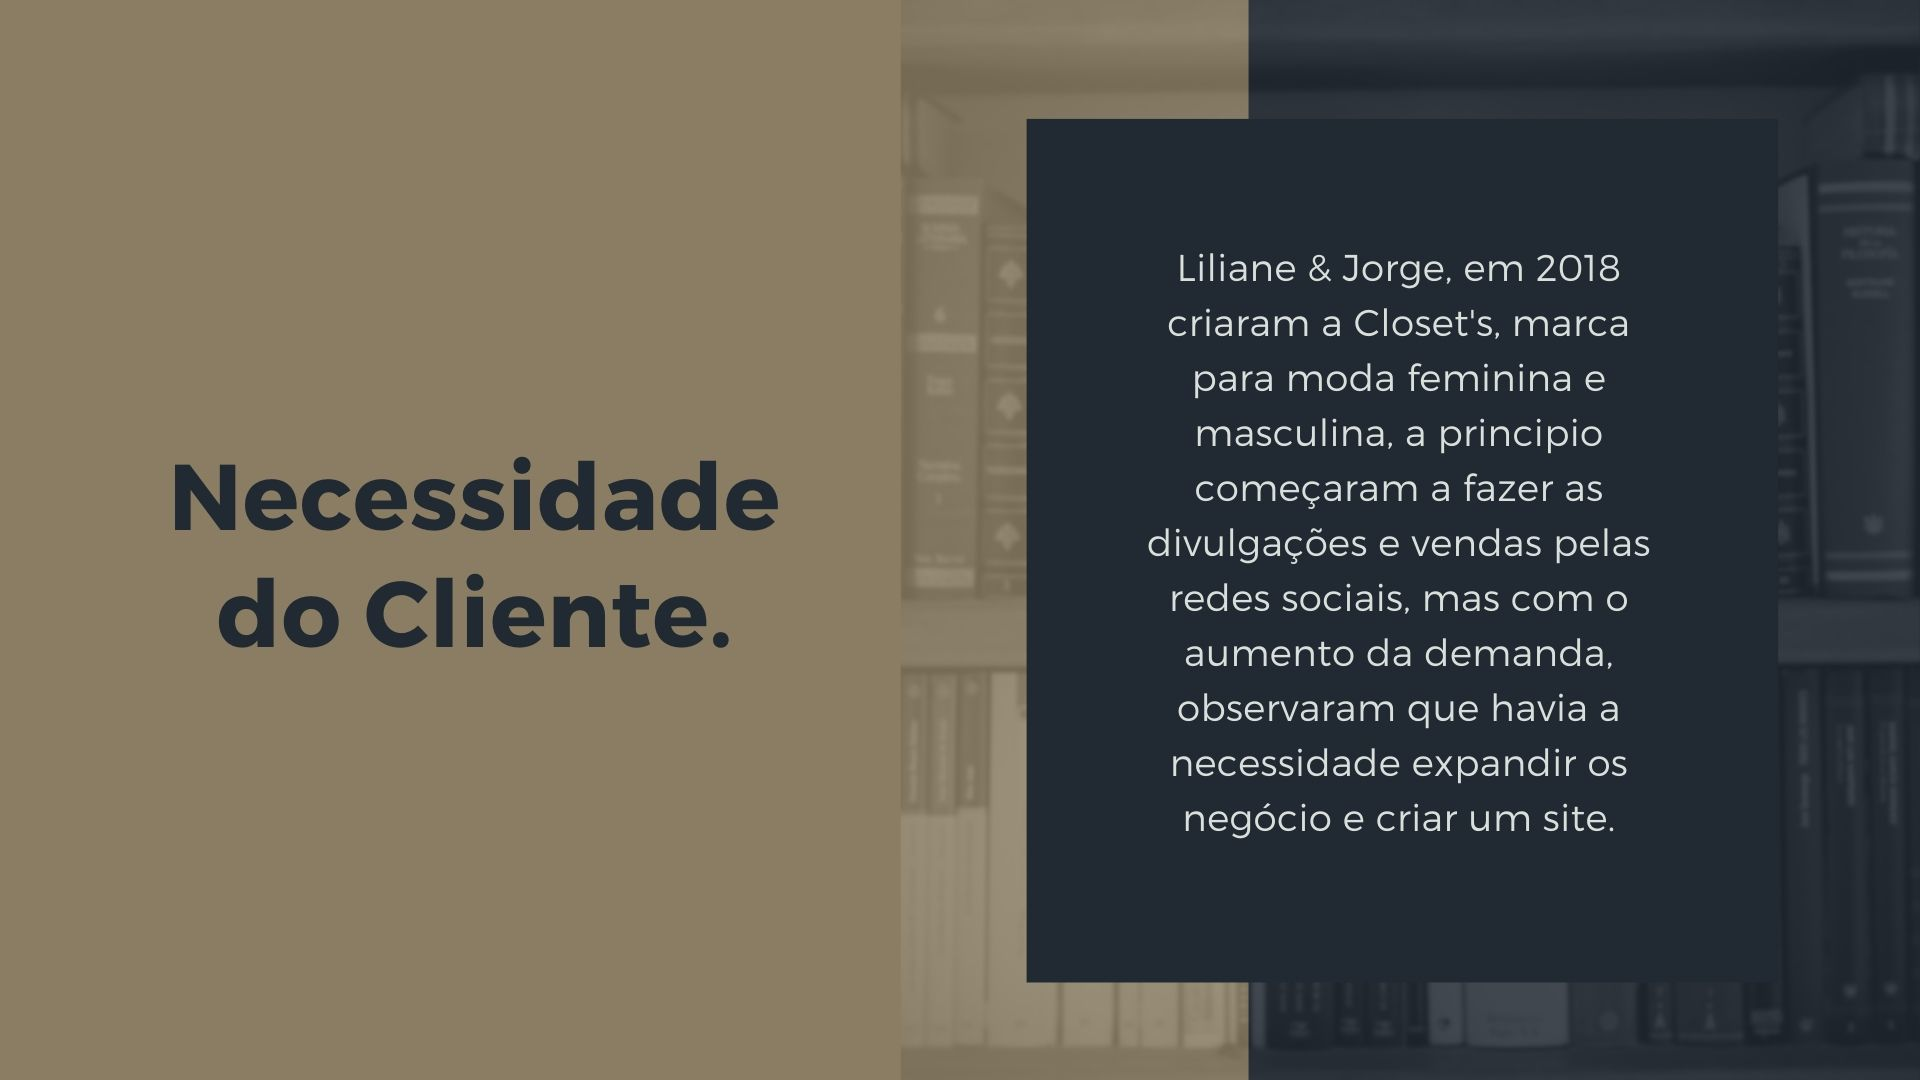 Necessidade
do Cliente.
Liliane & Jorge, em 2018
criaram a Closet's, marca
para moda feminina e
masculina, a principio
começaram a fazer as
divulgações e vendas pelas
redes sociais, mas com o
aumento da demanda,
observaram que havia a
necessidade expandir os
negócio e criar um site.